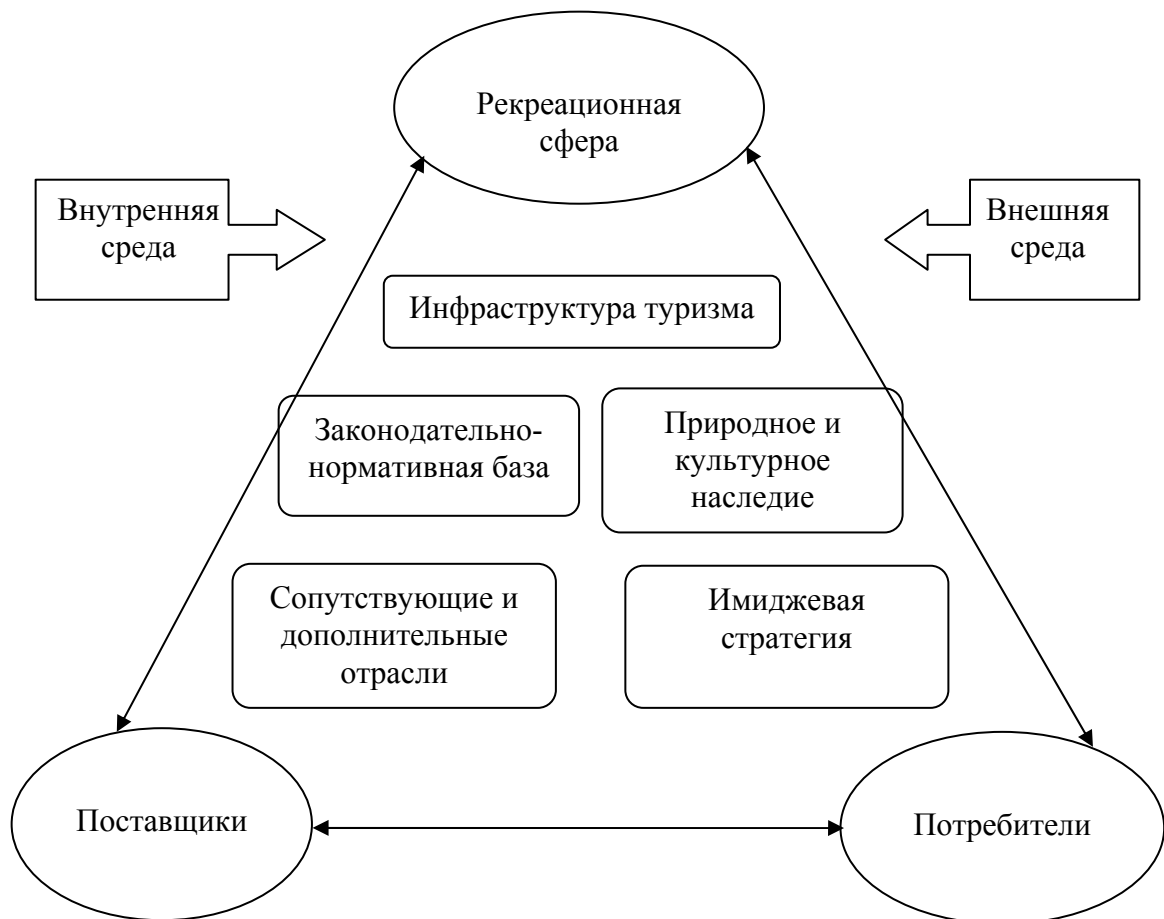 Рекреационная
сфера
Внутренняя
среда
Внешняя
среда
Инфраструктура туризма
Законодательно-
нормативная база
Природное и
культурное
наследие
Сопутствующие и
дополнительные
отрасли
Имиджевая
стратегия
Поставщики
Потребители